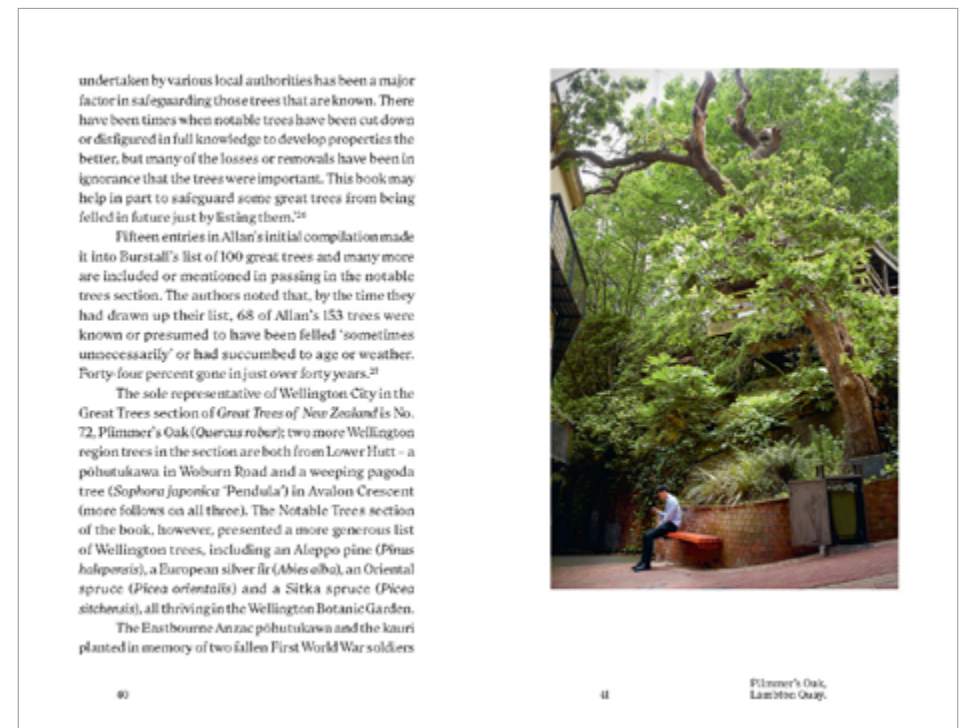 undertaken by various local authorities has been a major
factor in safeguarding those trees that are known. There
have been times when notable trees have been cut down
or disfigured in full knowledge to develop properties the
better, but many of the losses or removals have been in
ignorance that the trees were important. This book may
help in part to safeguard some great trees from being
felled in future just by listing them.’²⁶
Fifteen entries in Allan’s initial compilation made
it into Burstall’s list of 100 great trees and many more
are included or mentioned in passing in the notable
trees section. The authors noted that, by the time they
had drawn up their list, 68 of Allan’s 153 trees were
known or presumed to have been felled ‘sometimes
unnecessarily’ or had succumbed to age or weather.
Forty-four percent gone in just over forty years.²⁷
The sole representative of Wellington City in the
Great Trees section of Great Trees of New Zealand is No.
72, Plimmer’s Oak (Quercus robur); two more Wellington
region trees in the section are both from Lower Hutt – a
pōhutukawa in Woburn Road and a weeping pagoda
tree (Sophora japonica ‘Pendula’) in Avalon Crescent
(more follows on all three). The Notable Trees section
of the book, however, presented a more generous list
of Wellington trees, including an Aleppo pine (Pinus
halepensis), a European silver fir (Abies alba), an Oriental
spruce (Picea orientalis) and a Sitka spruce (Picea
sitchensis), all thriving in the Wellington Botanic Garden.
The Eastbourne Anzac pōhutukawa and the kauri
planted in memory of two fallen First World War soldiers
40
41
Plimmer’s Oak,
Lambton Quay.